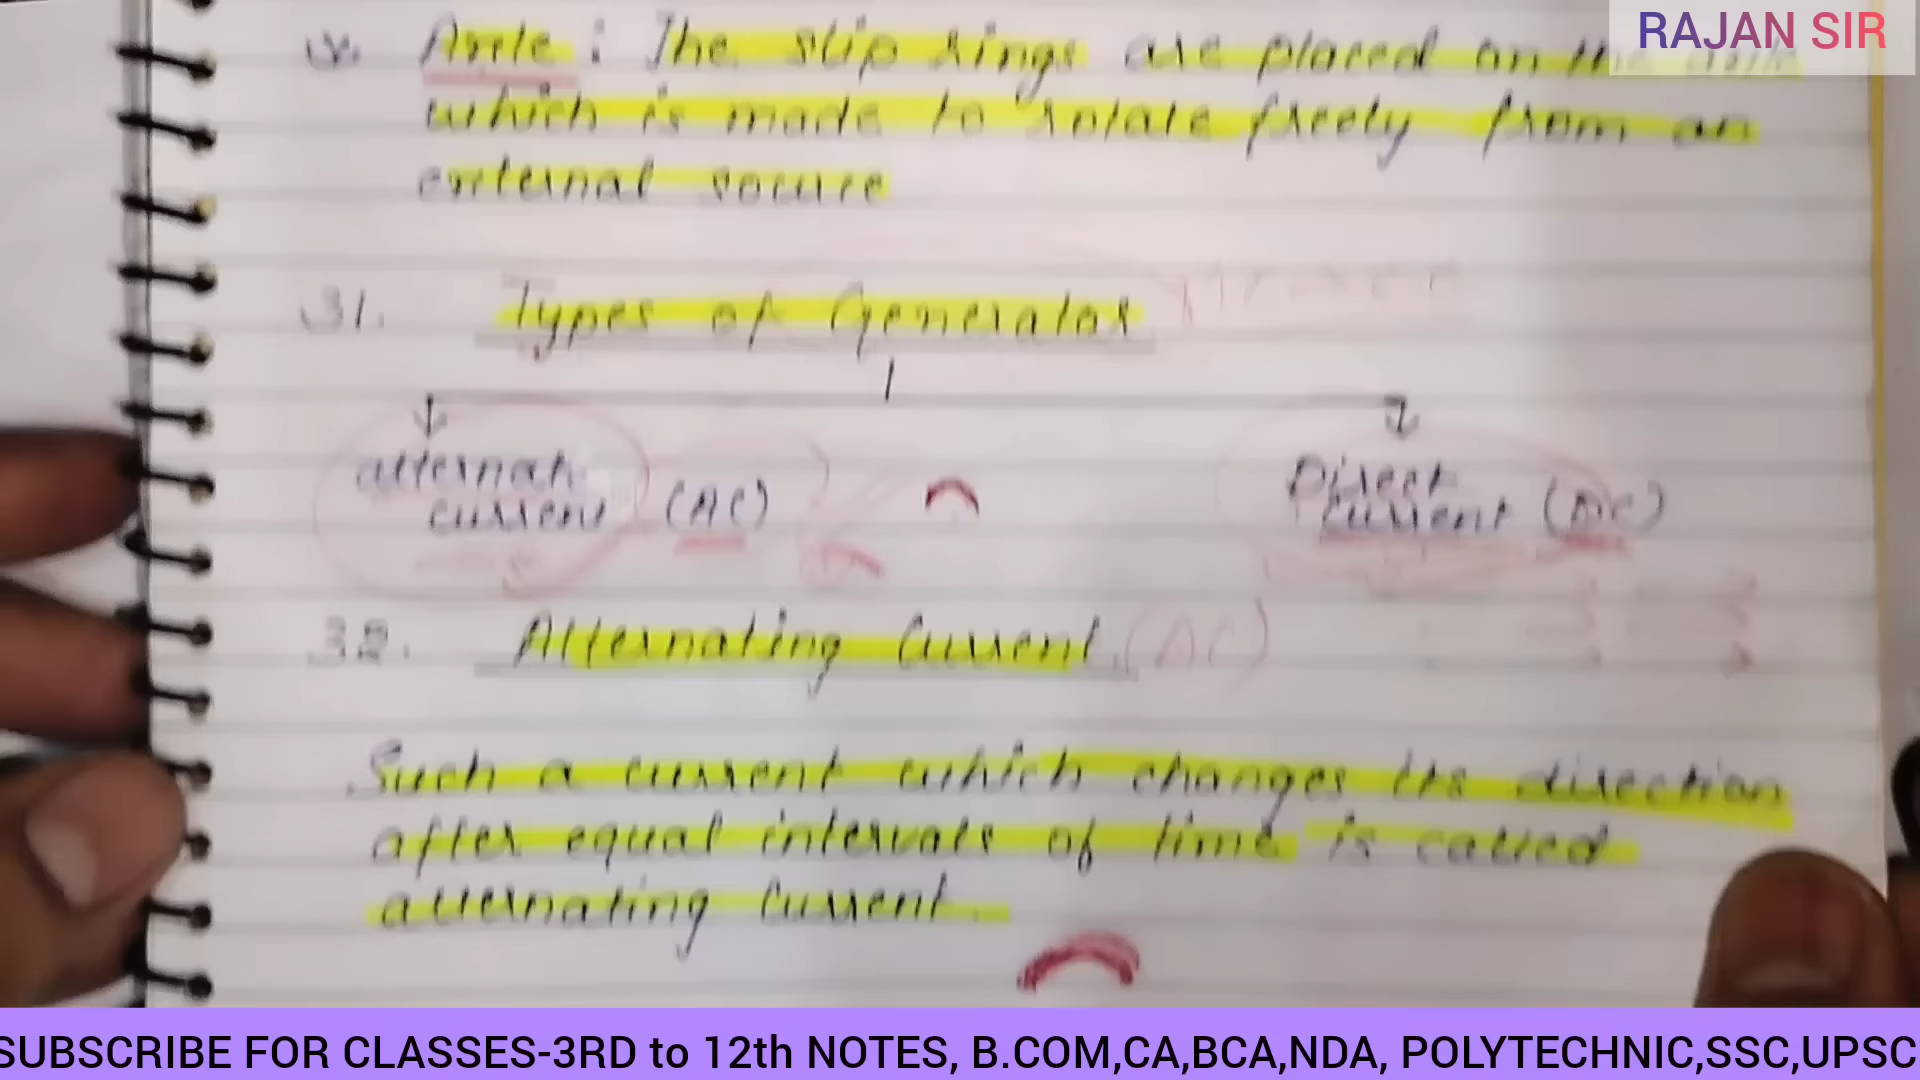 RAJAN SIR
v. Axle : The slip rings are placed on the axle
which is made to rotate freely from an
external source
31. Types of Generator
alternate
current (AC)
Direct
current (DC)
32. Alternating Current (AC)
Such a current which changes its direction
after equal intervals of time is called
alternating current.
SUBSCRIBE FOR CLASSES-3RD to 12th NOTES, B.COM,CA,BCA,NDA, POLYTECHNIC,SSC,UPSC